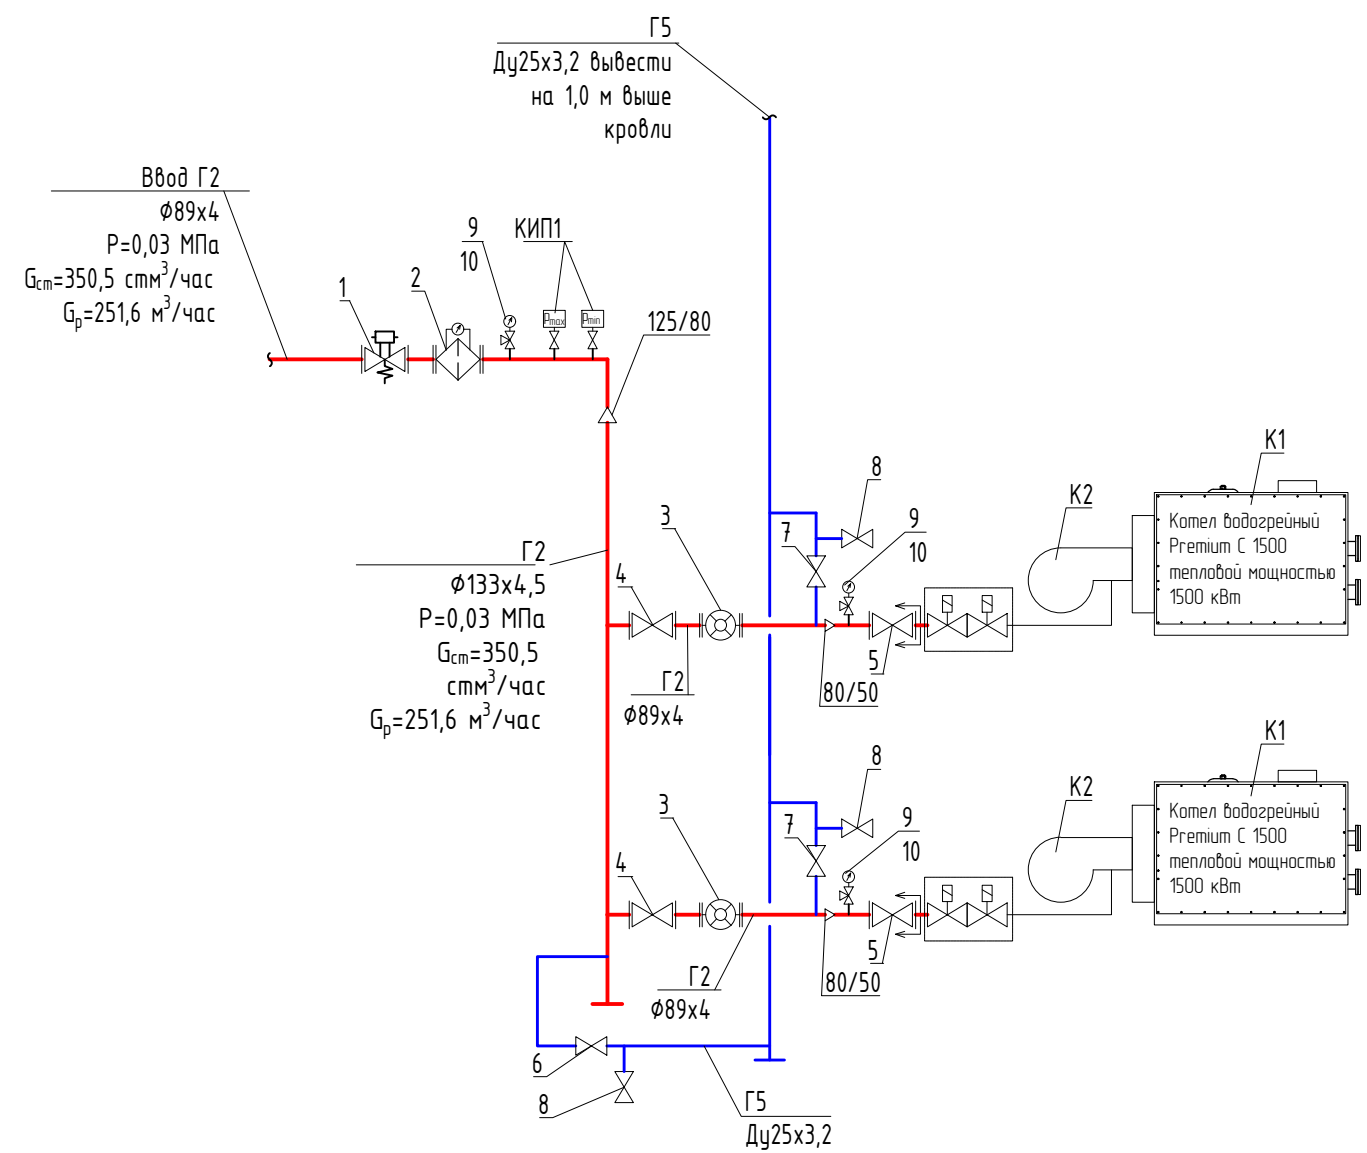 Г5
Ду25х3,2 вывести
на 1,0 м выше
кровли
Ввод Г2
Ф89х4
Р=0,03 МПа
Gст=350,5 стм³/час
Gр=251,6 м³/час
1
2
9
10
КИП1
Pmax
Pmin
125/80
Г2
Ф133х4,5
Р=0,03 МПа
Gст=350,5
стм³/час
Gр=251,6 м³/час
4
3
Г2
Ф89х4
7
8
9
10
5
80/50
К2
К1
Котел водогрейный
Premium C 1500
тепловой мощностью
1500 кВт
4
3
Г2
Ф89х4
7
8
9
10
5
80/50
К2
К1
Котел водогрейный
Premium C 1500
тепловой мощностью
1500 кВт
6
8
Г5
Ду25х3,2